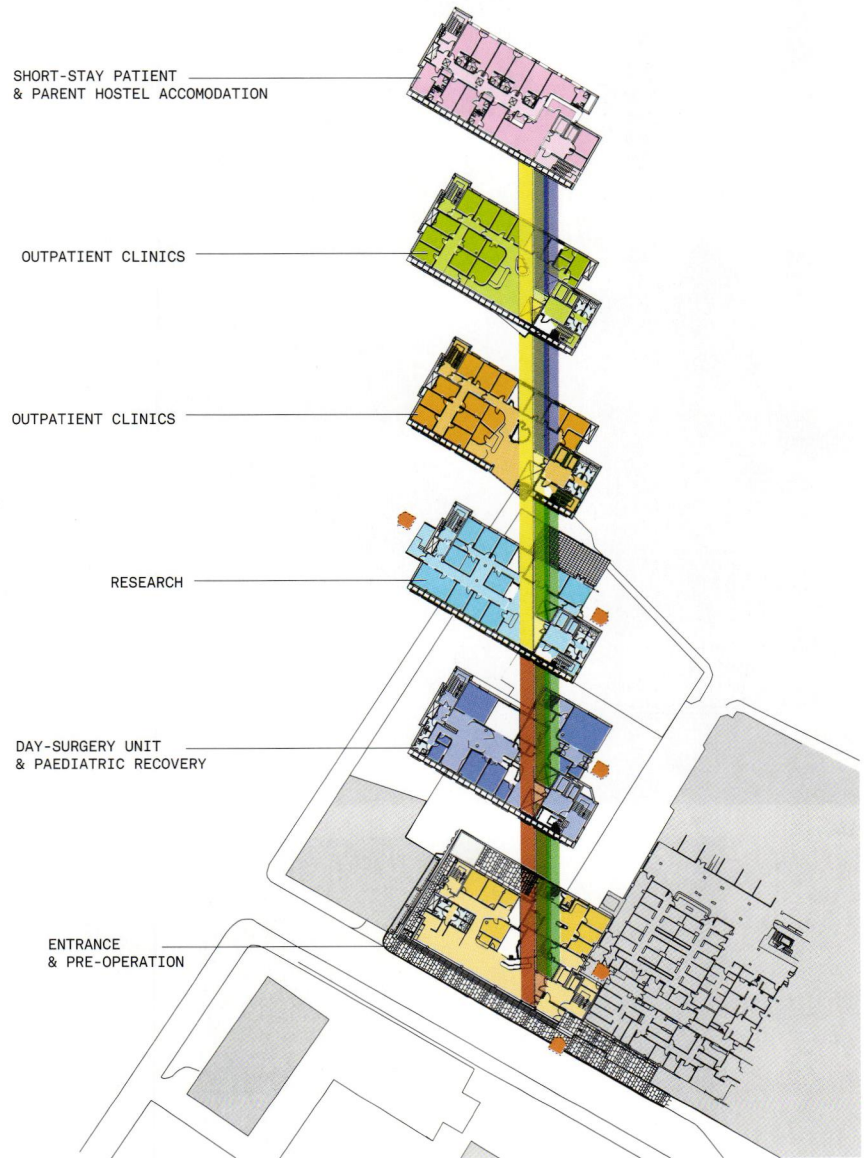 SHORT-STAY PATIENT
& PARENT HOSTEL ACCOMODATION
OUTPATIENT CLINICS
OUTPATIENT CLINICS
RESEARCH
DAY-SURGERY UNIT
& PAEDIATRIC RECOVERY
ENTRANCE
& PRE-OPERATION